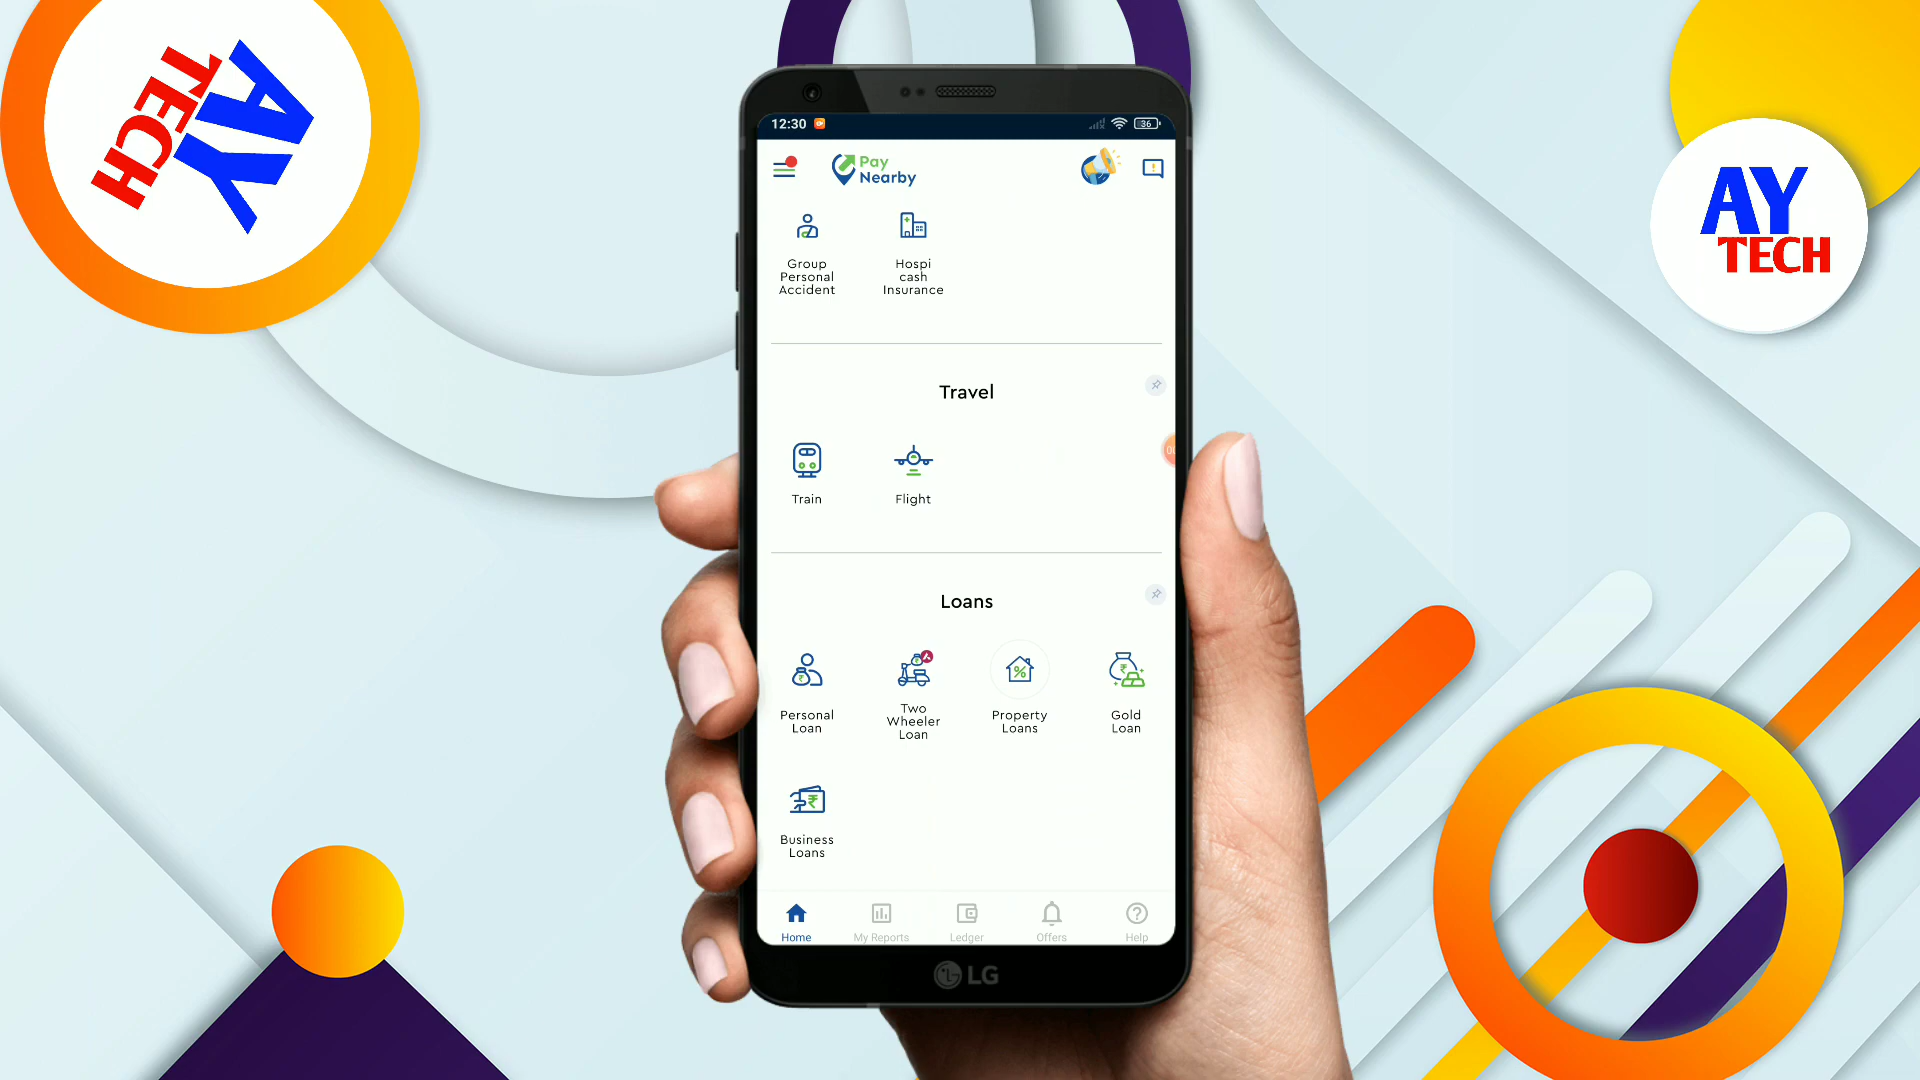 AY
TECH
AY
TECH
12:30
36
Pay
Nearby
Group
Personal
Accident
Hospi
cash
Insurance
Travel
Train
Flight
Loans
Personal
Loan
Two
Wheeler
Loan
Property
Loans
Gold
Loan
Business
Loans
Home
My Reports
Ledger
Offers
Help
LG